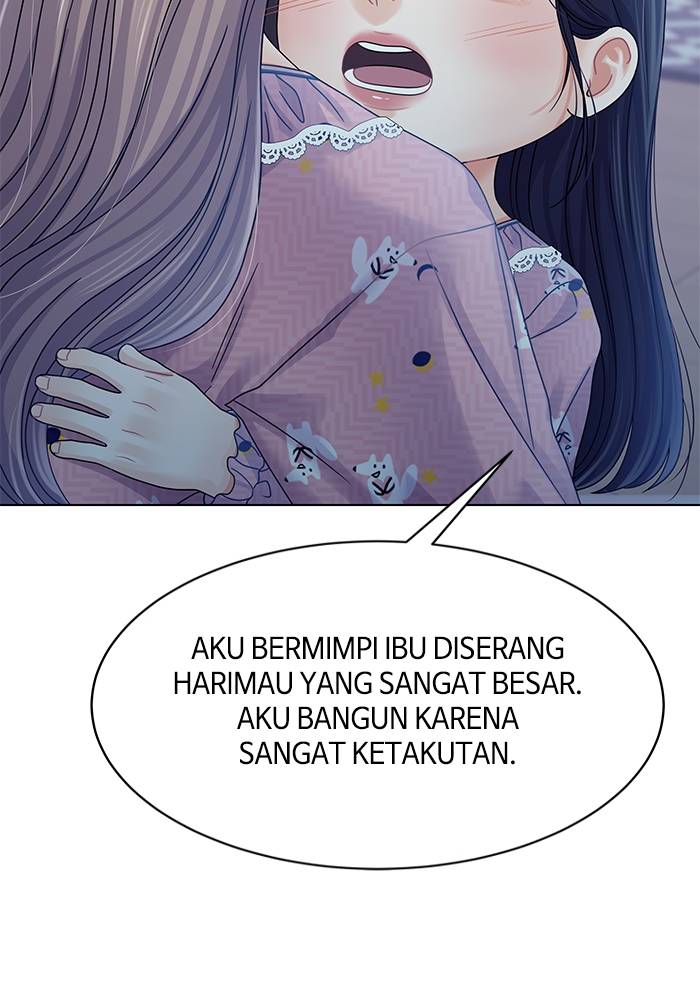 AKU BERMIMPI IBU DISERANG
HARIMAU YANG SANGAT BESAR.
AKU BANGUN KARENA
SANGAT KETAKUTAN.